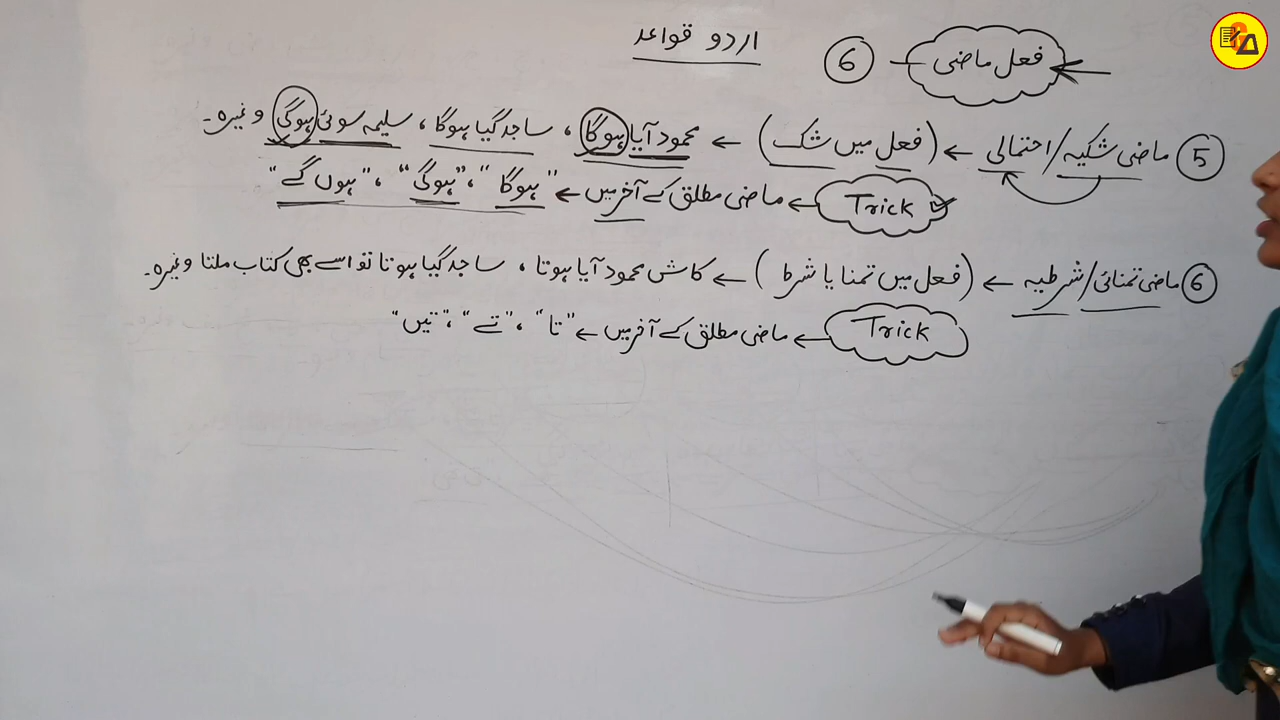 اردو قواعد
فعل ماضی – 6
5 ماضی شکیہ/احتمالی ← (فعل میں شک) ← محمود آیا ہوگا، ساجد گیا ہوگا، سلیمہ سوئی ہوگی وغیرہ۔
Trick ← ماضی مطلق کے آخر میں ← "ہوگا"، "ہوگی"، "ہوں گے"
6 ماضی تمنائی/شرطیہ ← (فعل میں تمنا یا شرط) ← کاش محمود آیا ہوتا، ساجد گیا ہوتا تو اسے بھی کتاب ملتا وغیرہ۔
Trick ← ماضی مطلق کے آخر میں ← "تا"، "تے"، "تیں"